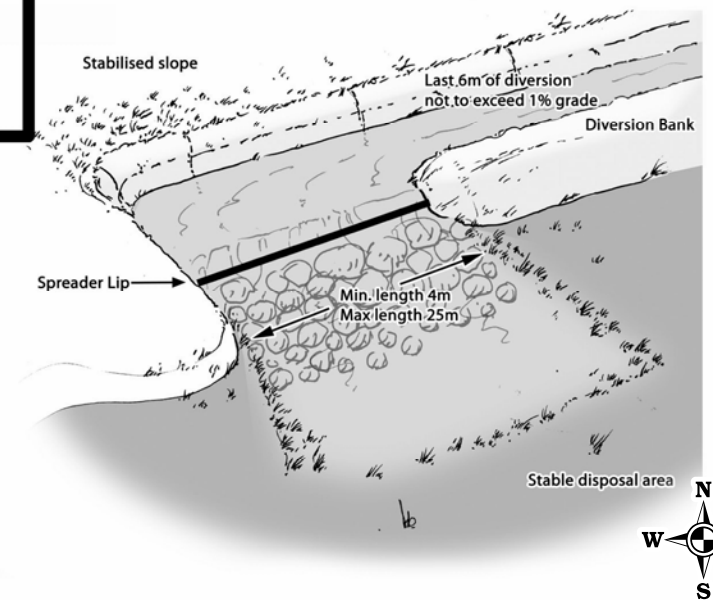 Stabilised slope
Last 6m of diversion
not to exceed 1% grade
Diversion Bank
Spreader Lip
Min. length 4m
Max length 25m
Stable disposal area
N
W
S